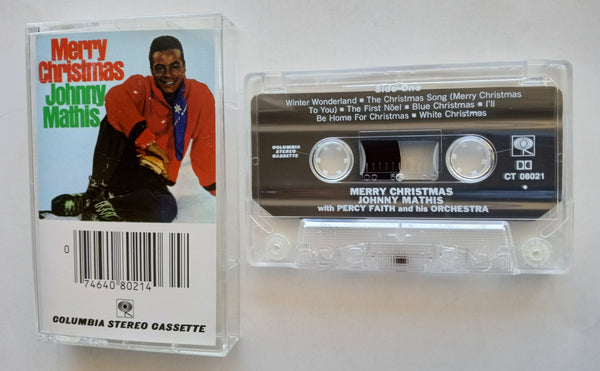 Merry
Christmas
Johnny
Mathis
0
74640 80214
COLUMBIA STEREO CASSETTE
Side One
Winter Wonderland ▪ The Christmas Song (Merry Christmas
To You) ▪ The First Nöel ▪ Blue Christmas ▪ I'll
Be Home For Christmas ▪ White Christmas
COLUMBIA STEREO
CASSETTE
CT 08021
MERRY CHRISTMAS
JOHNNY MATHIS
with PERCY FAITH and his ORCHESTRA